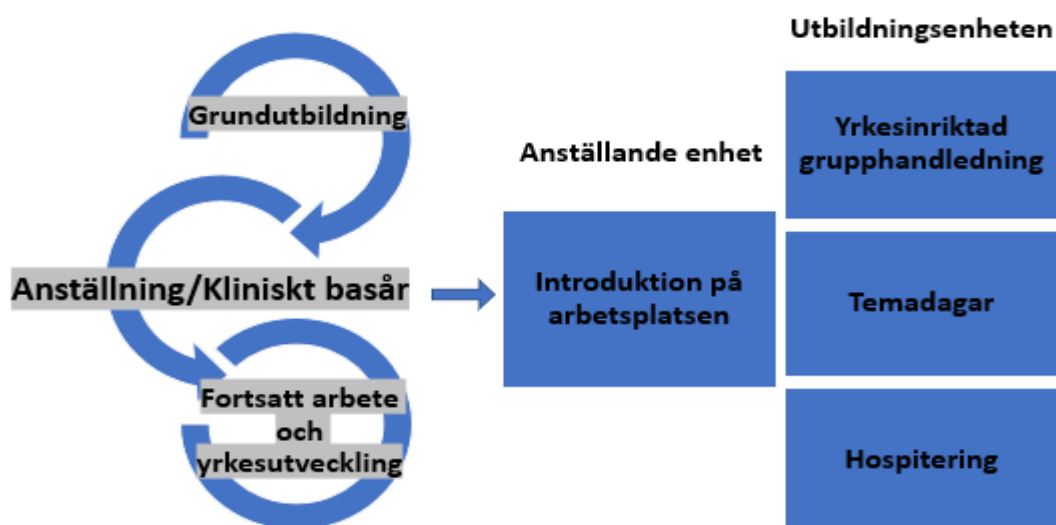 Grundutbildning
Anställning/Kliniskt basår
Fortsatt arbete
och
yrkesutveckling
Anställande enhet
Introduktion på
arbetsplatsen
Utbildningsenheten
Yrkesinriktad
grupphandledning
Temadagar
Hospitering